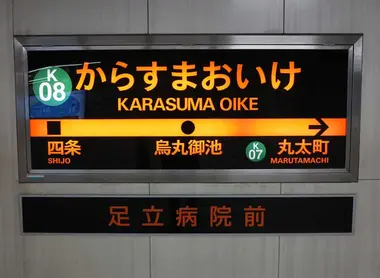 K
08
からすまおいけ
KARASUMA OIKE
四条
SHIJO
烏丸御池
K
07
丸太町
MARUTAMACHI
足立病院前